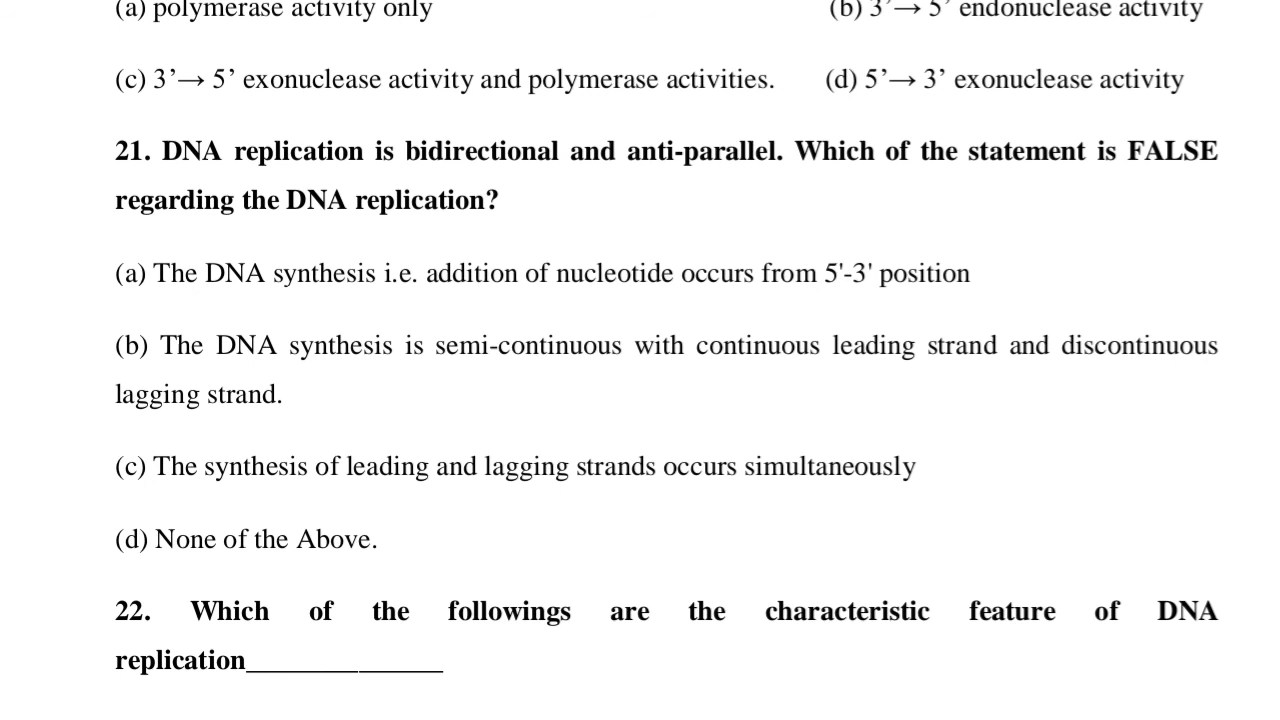 (a) polymerase activity only (b) 3’→ 5’ endonuclease activity
(c) 3’→ 5’ exonuclease activity and polymerase activities. (d) 5’→ 3’ exonuclease activity
21. DNA replication is bidirectional and anti-parallel. Which of the statement is FALSE
regarding the DNA replication?
(a) The DNA synthesis i.e. addition of nucleotide occurs from 5'-3' position
(b) The DNA synthesis is semi-continuous with continuous leading strand and discontinuous
lagging strand.
(c) The synthesis of leading and lagging strands occurs simultaneously
(d) None of the Above.
22. Which of the followings are the characteristic feature of DNA
replication______________